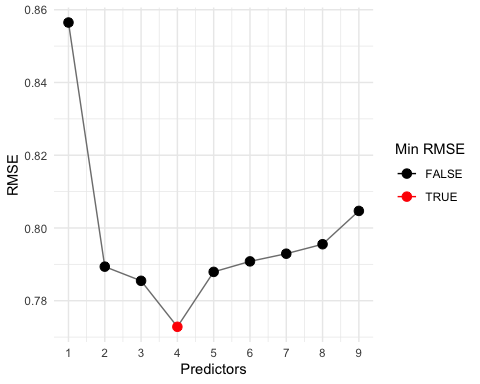 0.86
0.84
0.82
0.80
0.78
RMSE
1 2 3 4 5 6 7 8 9
Predictors
Min RMSE
FALSE
TRUE